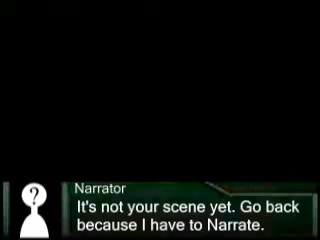 ?
Narrator
It's not your scene yet. Go back
because I have to Narrate.